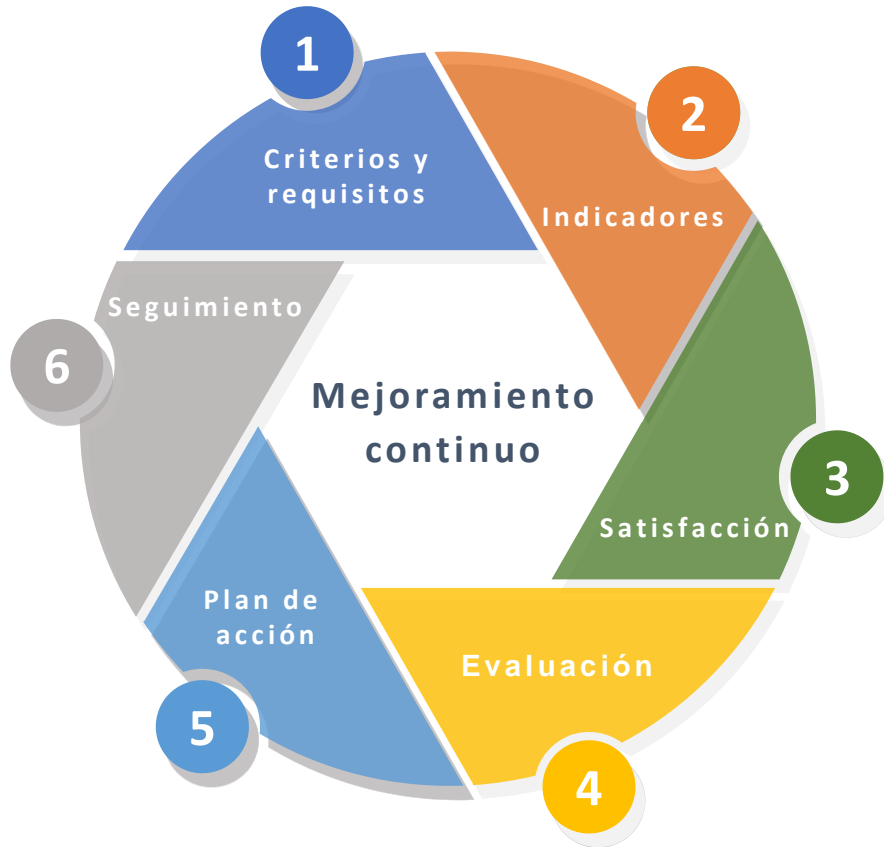 1
Criterios y
requisitos
2
Indicadores
3
Satisfacción
4
Evaluación
5
Plan de
acción
6
Seguimiento
Mejoramiento
continuo